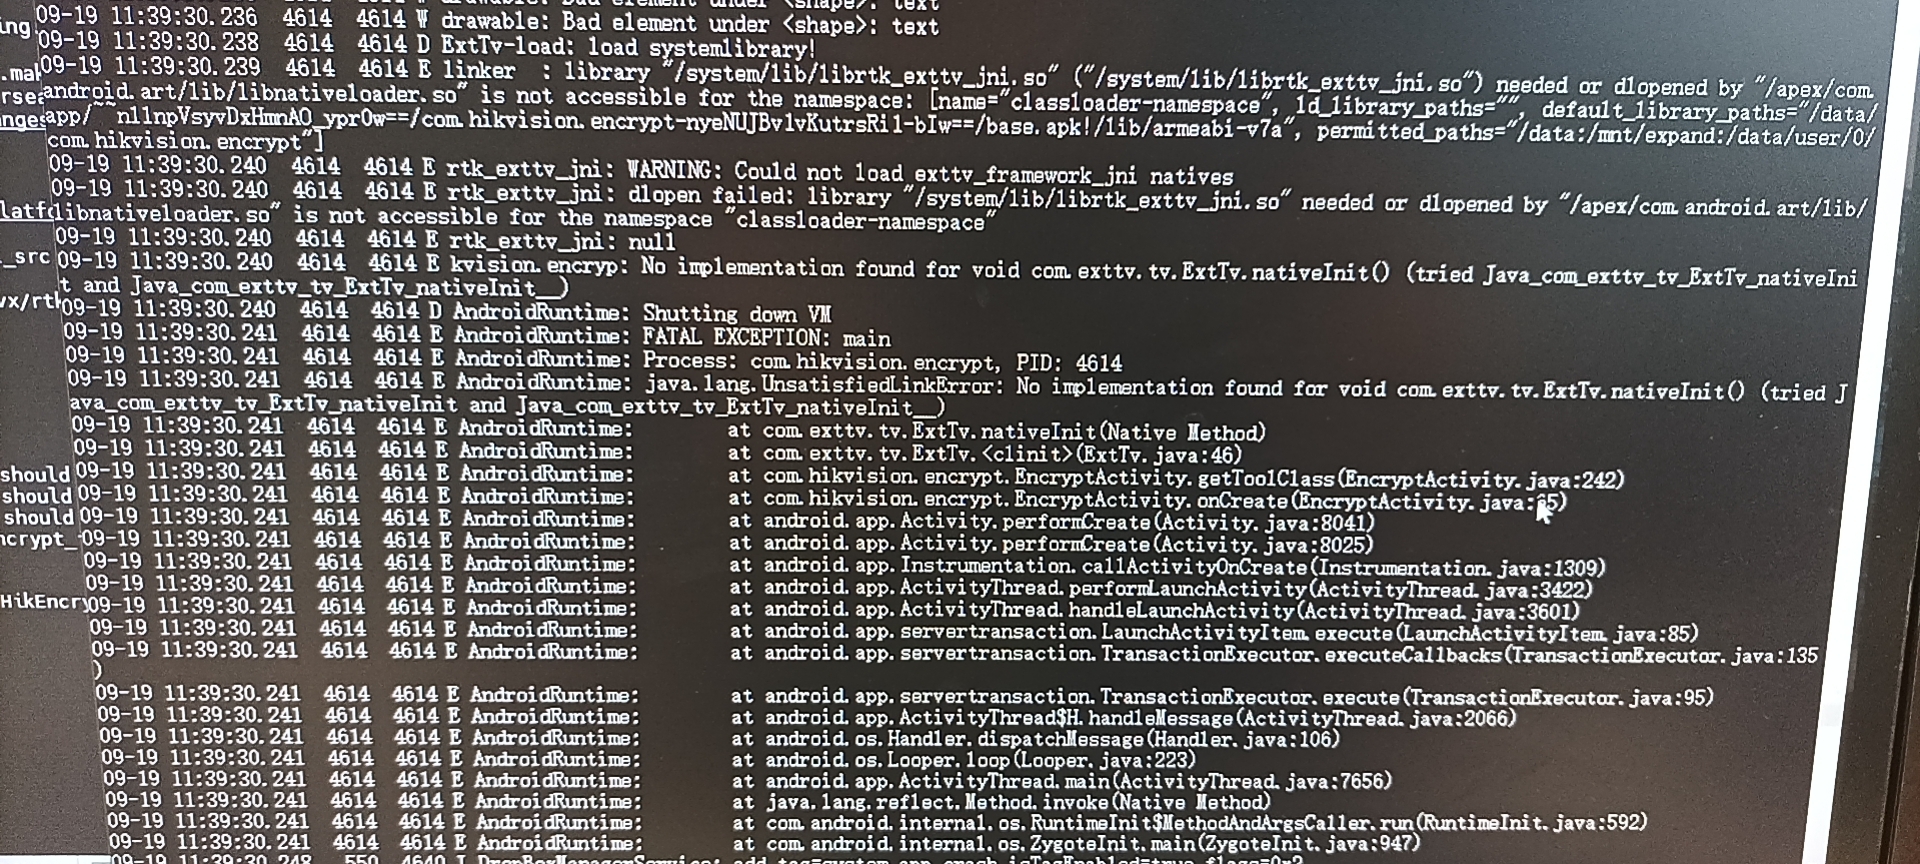 09-19 11:39:30.236  4614  4614 W drawable: Bad element under <shape>: text
09-19 11:39:30.238  4614  4614 D ExtTv-load: load systemlibrary!
09-19 11:39:30.239  4614  4614 E linker  : library "/system/lib/librtk_exttv_jni.so" ("/system/lib/librtk_exttv_jni.so") needed or dlopened by "/apex/com.
android.art/lib/libnativeloader.so" is not accessible for the namespace: [name="classloader-namespace", ld_library_paths="", default_library_paths="/data/
app/~~nllnpVsyvDxHmnAO_yprOw==/com.hikvision.encrypt-nyeNUJBvlvKutrsRil-bIw==/base.apk!/lib/armeabi-v7a", permitted_paths="/data:/mnt/expand:/data/user/0/
com.hikvision.encrypt"]
09-19 11:39:30.240  4614  4614 E rtk_exttv_jni: WARNING: Could not load exttv_framework_jni natives
09-19 11:39:30.240  4614  4614 E rtk_exttv_jni: dlopen failed: library "/system/lib/librtk_exttv_jni.so" needed or dlopened by "/apex/com.android.art/lib/
libnativeloader.so" is not accessible for the namespace "classloader-namespace"
09-19 11:39:30.240  4614  4614 E rtk_exttv_jni: null
09-19 11:39:30.240  4614  4614 E kvision.encryp: No implementation found for void com.exttv.tv.ExtTv.nativeInit() (tried Java_com_exttv_tv_ExtTv_nativeIni
t and Java_com_exttv_tv_ExtTv_nativeInit__)
09-19 11:39:30.240  4614  4614 D AndroidRuntime: Shutting down VM
09-19 11:39:30.241  4614  4614 E AndroidRuntime: FATAL EXCEPTION: main
09-19 11:39:30.241  4614  4614 E AndroidRuntime: Process: com.hikvision.encrypt, PID: 4614
09-19 11:39:30.241  4614  4614 E AndroidRuntime: java.lang.UnsatisfiedLinkError: No implementation found for void com.exttv.tv.ExtTv.nativeInit() (tried J
ava_com_exttv_tv_ExtTv_nativeInit and Java_com_exttv_tv_ExtTv_nativeInit__)
09-19 11:39:30.241  4614  4614 E AndroidRuntime:        at com.exttv.tv.ExtTv.nativeInit(Native Method)
09-19 11:39:30.241  4614  4614 E AndroidRuntime:        at com.exttv.tv.ExtTv.<clinit>(ExtTv.java:46)
09-19 11:39:30.241  4614  4614 E AndroidRuntime:        at com.hikvision.encrypt.EncryptActivity.getToolClass(EncryptActivity.java:242)
09-19 11:39:30.241  4614  4614 E AndroidRuntime:        at com.hikvision.encrypt.EncryptActivity.onCreate(EncryptActivity.java:65)
09-19 11:39:30.241  4614  4614 E AndroidRuntime:        at android.app.Activity.performCreate(Activity.java:8041)
09-19 11:39:30.241  4614  4614 E AndroidRuntime:        at android.app.Activity.performCreate(Activity.java:8025)
09-19 11:39:30.241  4614  4614 E AndroidRuntime:        at android.app.Instrumentation.callActivityOnCreate(Instrumentation.java:1309)
09-19 11:39:30.241  4614  4614 E AndroidRuntime:        at android.app.ActivityThread.performLaunchActivity(ActivityThread.java:3422)
09-19 11:39:30.241  4614  4614 E AndroidRuntime:        at android.app.ActivityThread.handleLaunchActivity(ActivityThread.java:3601)
09-19 11:39:30.241  4614  4614 E AndroidRuntime:        at android.app.servertransaction.LaunchActivityItem.execute(LaunchActivityItem.java:85)
09-19 11:39:30.241  4614  4614 E AndroidRuntime:        at android.app.servertransaction.TransactionExecutor.executeCallbacks(TransactionExecutor.java:135
)
09-19 11:39:30.241  4614  4614 E AndroidRuntime:        at android.app.servertransaction.TransactionExecutor.execute(TransactionExecutor.java:95)
09-19 11:39:30.241  4614  4614 E AndroidRuntime:        at android.app.ActivityThread$H.handleMessage(ActivityThread.java:2066)
09-19 11:39:30.241  4614  4614 E AndroidRuntime:        at android.os.Handler.dispatchMessage(Handler.java:106)
09-19 11:39:30.241  4614  4614 E AndroidRuntime:        at android.os.Looper.loop(Looper.java:223)
09-19 11:39:30.241  4614  4614 E AndroidRuntime:        at android.app.ActivityThread.main(ActivityThread.java:7656)
09-19 11:39:30.241  4614  4614 E AndroidRuntime:        at java.lang.reflect.Method.invoke(Native Method)
09-19 11:39:30.241  4614  4614 E AndroidRuntime:        at com.android.internal.os.RuntimeInit$MethodAndArgsCaller.run(RuntimeInit.java:592)
09-19 11:39:30.241  4614  4614 E AndroidRuntime:        at com.android.internal.os.ZygoteInit.main(ZygoteInit.java:947)
ing
.mak
rsea
nges
latfo
_src
vx/rtk
should
should
should
ncrypt_
HikEncry